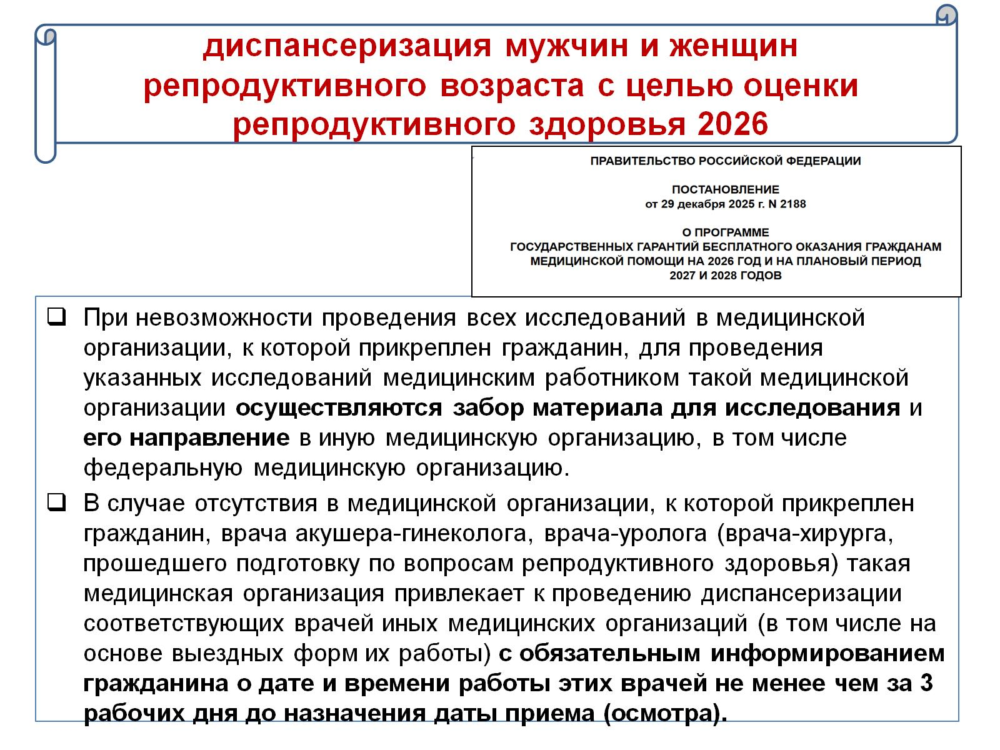 диспансеризация мужчин и женщин
репродуктивного возраста с целью оценки
репродуктивного здоровья 2026
ПРАВИТЕЛЬСТВО РОССИЙСКОЙ ФЕДЕРАЦИИ
ПОСТАНОВЛЕНИЕ
от 29 декабря 2025 г. N 2188
О ПРОГРАММЕ
ГОСУДАРСТВЕННЫХ ГАРАНТИЙ БЕСПЛАТНОГО ОКАЗАНИЯ ГРАЖДАНАМ
МЕДИЦИНСКОЙ ПОМОЩИ НА 2026 ГОД И НА ПЛАНОВЫЙ ПЕРИОД
2027 И 2028 ГОДОВ
❑ При невозможности проведения всех исследований в медицинской
организации, к которой прикреплен гражданин, для проведения
указанных исследований медицинским работником такой медицинской
организации осуществляются забор материала для исследования и
его направление в иную медицинскую организацию, в том числе
федеральную медицинскую организацию.
❑ В случае отсутствия в медицинской организации, к которой прикреплен
гражданин, врача акушера-гинеколога, врача-уролога (врача-хирурга,
прошедшего подготовку по вопросам репродуктивного здоровья) такая
медицинская организация привлекает к проведению диспансеризации
соответствующих врачей иных медицинских организаций (в том числе на
основе выездных форм их работы) с обязательным информированием
гражданина о дате и времени работы этих врачей не менее чем за 3
рабочих дня до назначения даты приема (осмотра).